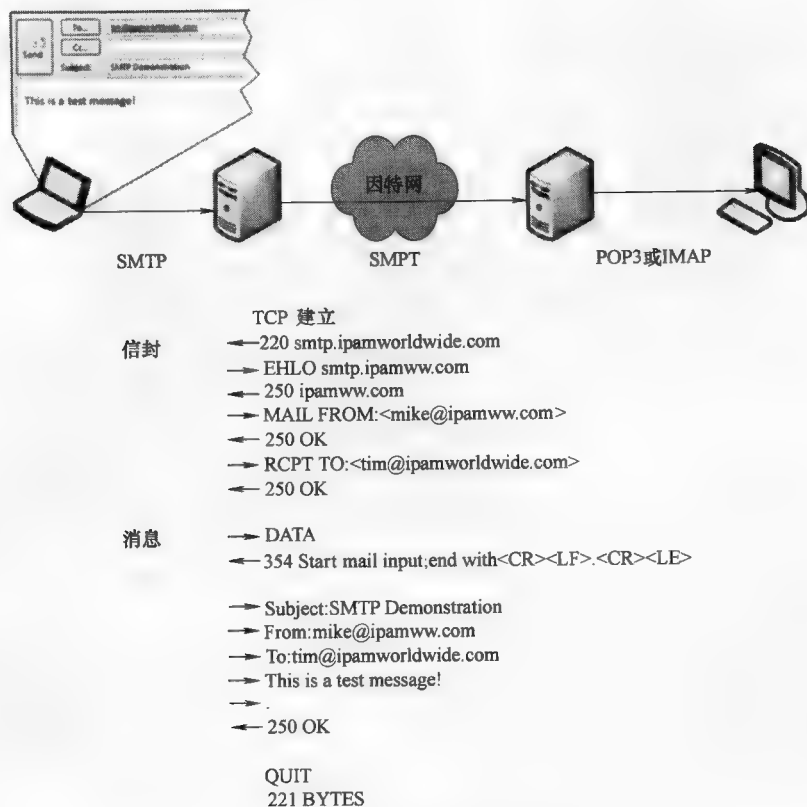 Send
To...
Cc...
Subject: SMTP Demonstration
This is a test message!
因特网
SMTP
SMPT
POP3或IMAP
TCP 建立
信封
220 smtp.ipamworldwide.com
EHLO smtp.ipamww.com
250 ipamww.com
MAIL FROM:<mike@ipamww.com>
250 OK
RCPT TO:<tim@ipamworldwide.com>
250 OK
消息
DATA
354 Start mail input;end with<CR><LF>.<CR><LE>
Subject:SMTP Demonstration
From:mike@ipamww.com
To:tim@ipamworldwide.com
This is a test message!
.
250 OK
QUIT
221 BYTES